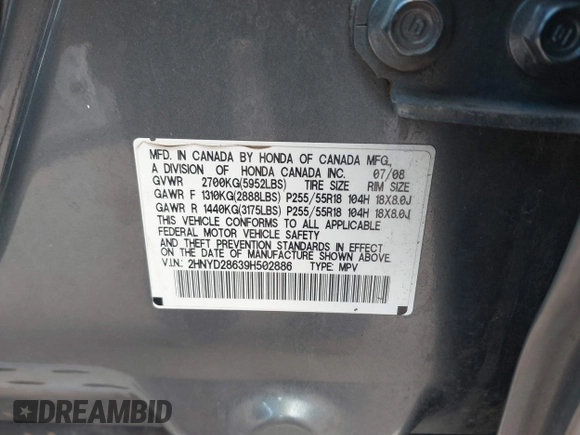 MFD. IN CANADA BY HONDA OF CANADA MFG.,
A DIVISION OF HONDA CANADA INC. 07/08
GVWR 2700KG(5952LBS) TIRE SIZE RIM SIZE
GAWR F 1310KG(2888LBS) P255/55R18 104H 18X8.0J
GAWR R 1440KG(3175LBS) P255/55R18 104H 18X8.0J
THIS VEHICLE CONFORMS TO ALL APPLICABLE
FEDERAL MOTOR VEHICLE SAFETY
AND THEFT PREVENTION STANDARDS IN EFFECT
ON THE DATE OF MANUFACTURE SHOWN ABOVE.
V.I.N.: 2HNYD28639H502886 TYPE: MPV
DREAMBID